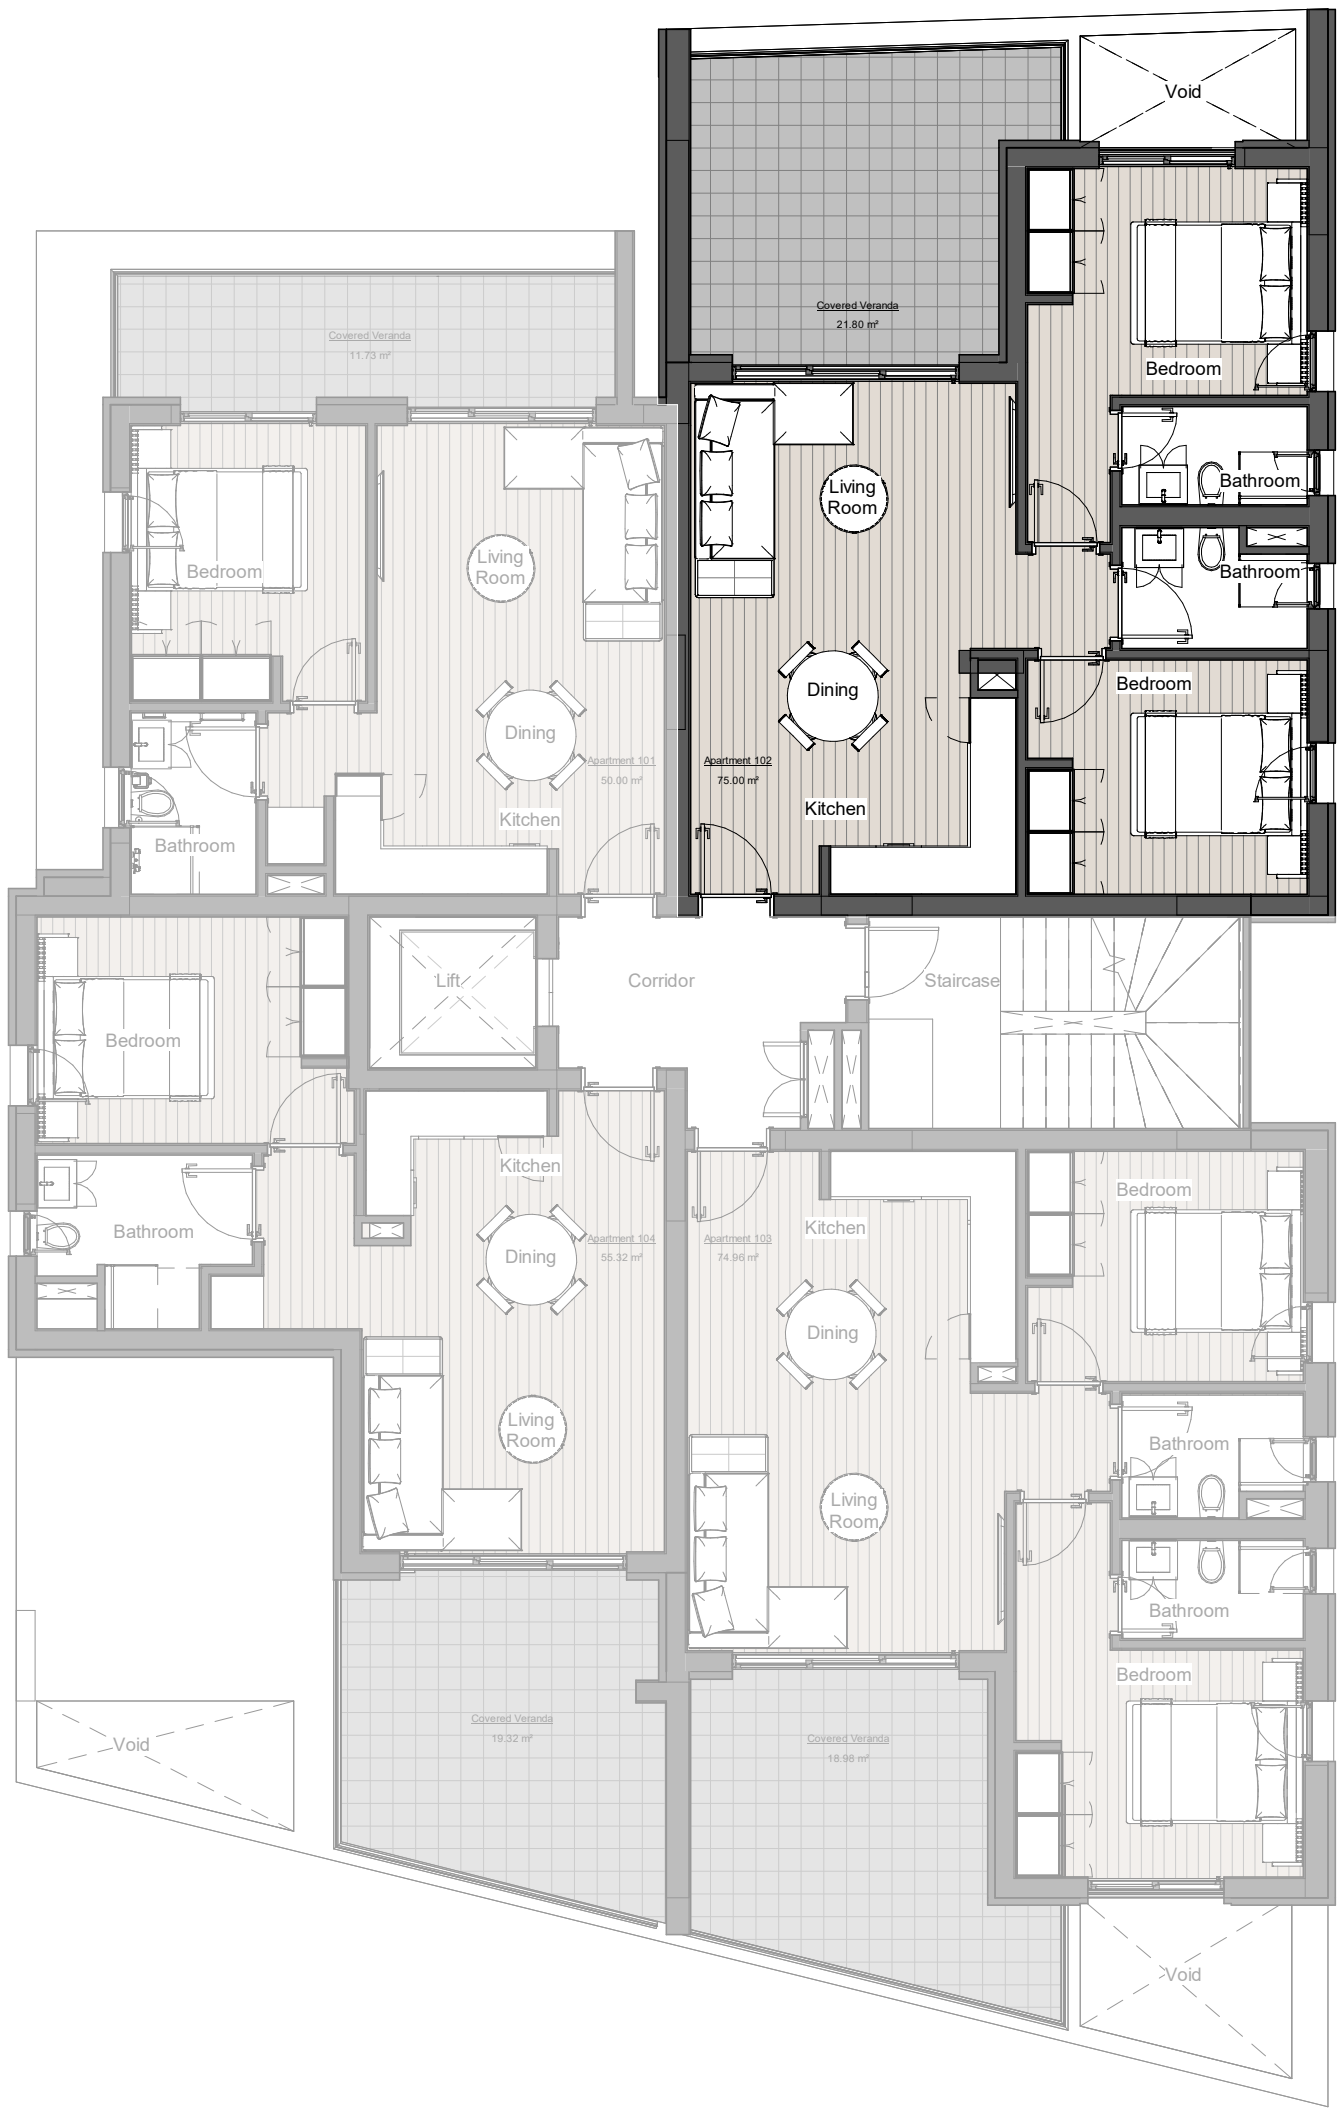 Void
Covered Veranda
21.80 m²
Covered Veranda
11.73 m²
Bedroom
Living
Room
Bathroom
Living
Room
Bedroom
Bathroom
Dining
Bedroom
Dining
Apartment 101
50.00 m²
Apartment 102
75.00 m²
Kitchen
Kitchen
Bathroom
Lift
Corridor
Staircase
Bedroom
Kitchen
Bedroom
Bathroom
Kitchen
Dining
Apartment 104
55.32 m²
Apartment 103
74.96 m²
Dining
Living
Room
Bathroom
Living
Room
Bathroom
Bedroom
Covered Veranda
19.32 m²
Covered Veranda
18.98 m²
Void
Void